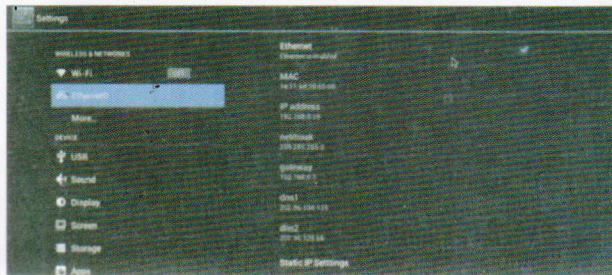 Settings
WIRELESS & NETWORKS
Wi-Fi
OFF
Ethernet
More...
DEVICE
USB
Sound
Display
Screen
Storage
Apps
Ethernet
MAC
IP address
netmask
gateway
dns1
dns2
Static IP Settings